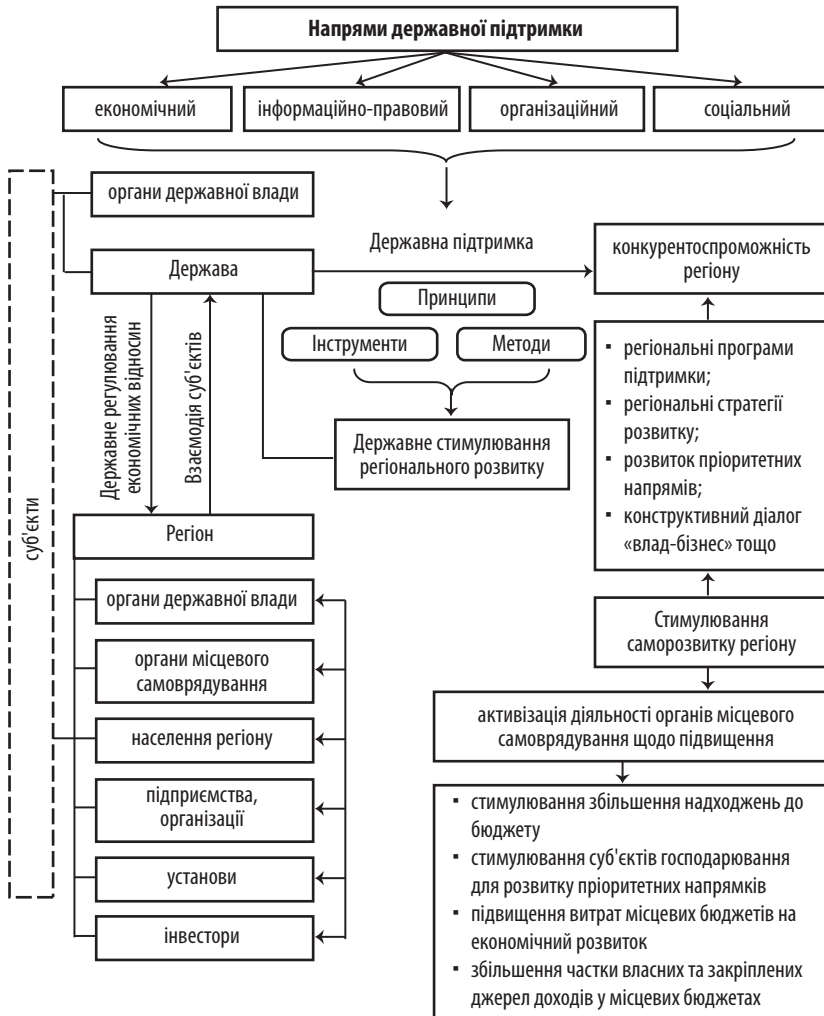 Напрями державної підтримки
економічний
інформаційно-правовий
організаційний
соціальний
органи державної влади
Державна підтримка
конкурентоспроможність
регіону
Держава
Принципи
Інструменти
Методи
Державне регулювання
економічних відносин
Взаємодія суб'єктів
Державне стимулювання
регіонального розвитку
▪ регіональні програми
підтримки;
▪ регіональні стратегії
розвитку;
▪ розвиток пріоритетних
напрямів;
▪ конструктивний діалог
«влад-бізнес» тощо
суб'єкти
Регіон
органи державної влади
органи місцевого
самоврядування
населення регіону
підприємства,
організації
установи
інвестори
Стимулювання
саморозвитку регіону
активізація діяльності органів місцевого
самоврядування щодо підвищення
▪ стимулювання збільшення надходжень до
бюджету
▪ стимулювання суб'єктів господарювання
для розвитку пріоритетних напрямків
▪ підвищення витрат місцевих бюджетів на
економічний розвиток
▪ збільшення частки власних та закріплених
джерел доходів у місцевих бюджетах